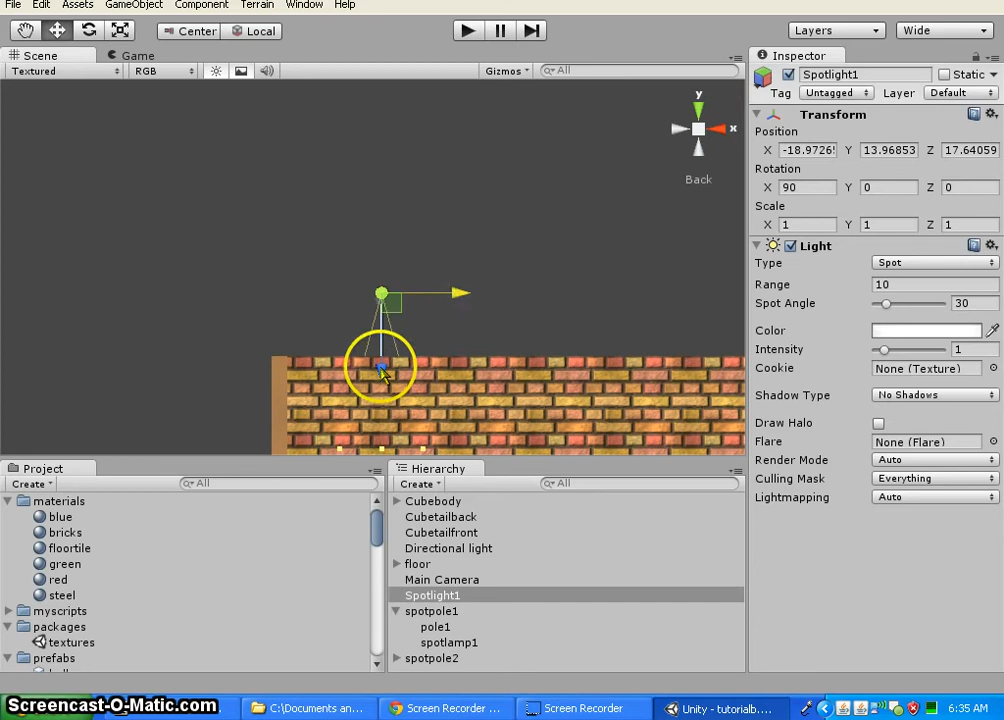 File Edit Assets GameObject Component Terrain Window Help
Center Local Layers Wide
Scene Game
Textured RGB Gizmos All
y
x
Back
Inspector
Spotlight1 Static
Tag Untagged Layer Default
Transform
Position
X -18.9726 Y 13.96853 Z 17.64059
Rotation
X 90 Y 0 Z 0
Scale
X 1 Y 1 Z 1
Light
Type Spot
Range 10
Spot Angle 30
Color
Intensity 1
Cookie None (Texture)
Shadow Type No Shadows
Draw Halo
Flare None (Flare)
Render Mode Auto
Culling Mask Everything
Lightmapping Auto
Project
Create All
materials
blue
bricks
floortile
green
red
steel
myscripts
packages
textures
prefabs
Hierarchy
Create All
Cubebody
Cubetailback
Cubetailfront
Directional light
floor
Main Camera
Spotlight1
spotpole1
pole1
spotlamp1
spotpole2
Screencast-O-Matic.com
C:\Documents an... Screen Recorder ... Screen Recorder Unity - tutorialb... 6:35 AM